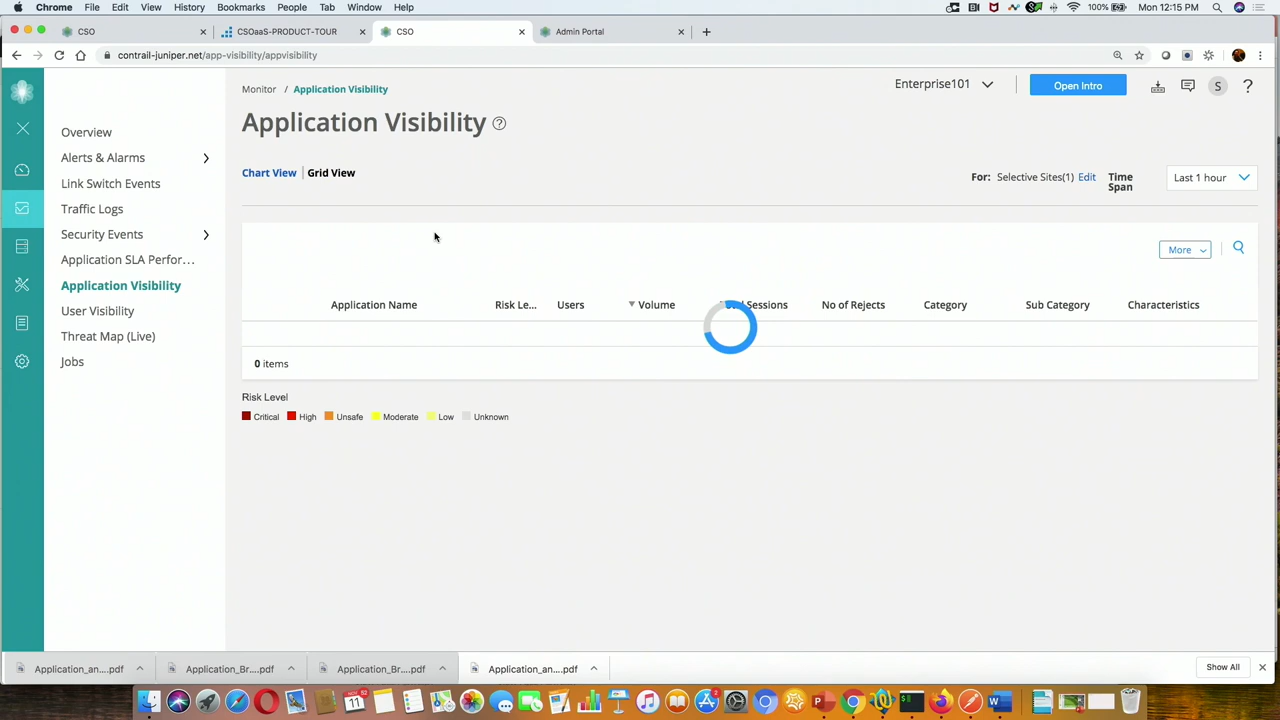 Chrome File Edit View History Bookmarks People Tab Window Help
100% Mon 12:15 PM
CSO
CSOaaS-PRODUCT-TOUR
CSO
Admin Portal
contrail-juniper.net/app-visibility/appvisibility
Monitor / Application Visibility
Enterprise101
Open Intro
S
?
Application Visibility ?
Overview
Alerts & Alarms
Link Switch Events
Traffic Logs
Security Events
Application SLA Perfor...
Application Visibility
User Visibility
Threat Map (Live)
Jobs
Chart View | Grid View
For: Selective Sites(1) Edit
Time Span
Last 1 hour
More
Application Name Risk Le... Users Volume Sessions No of Rejects Category Sub Category Characteristics
0 items
Risk Level
Critical High Unsafe Moderate Low Unknown
Application_an....pdf
Application_Br....pdf
Application_Br....pdf
Application_an....pdf
Show All
NOV
11
52
2